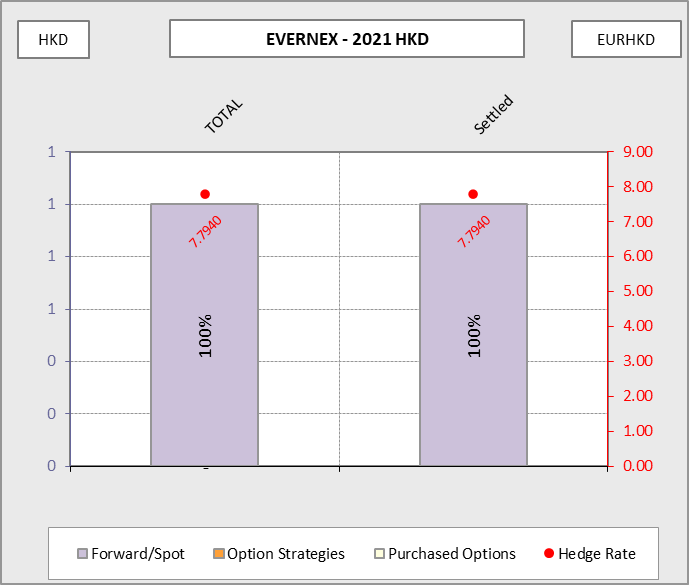 HKD
EVERNEX - 2021 HKD
EURHKD
TOTAL
Settled
1
1
1
1
0
0
0
9.00
8.00
7.00
6.00
5.00
4.00
3.00
2.00
1.00
0.00
7.7940
7.7940
100%
100%
-
Forward/Spot
Option Strategies
Purchased Options
Hedge Rate